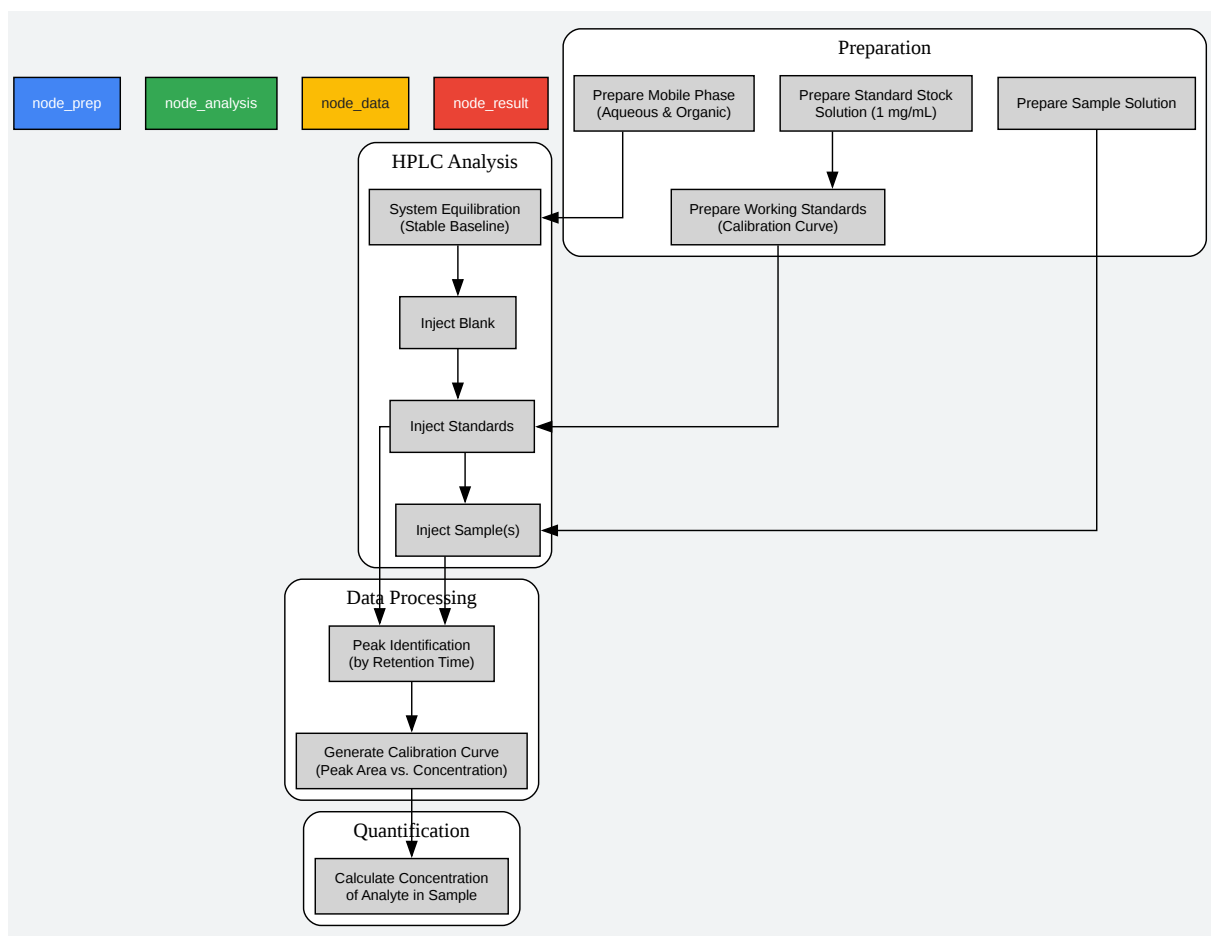 Preparation
node_prep
node_analysis
node_data
node_result
Prepare Mobile Phase
(Aqueous & Organic)
Prepare Standard Stock
Solution (1 mg/mL)
Prepare Sample Solution
HPLC Analysis
System Equilibration
(Stable Baseline)
Prepare Working Standards
(Calibration Curve)
Inject Blank
Inject Standards
Inject Sample(s)
Data Processing
Peak Identification
(by Retention Time)
Generate Calibration Curve
(Peak Area vs. Concentration)
Quantification
Calculate Concentration
of Analyte in Sample